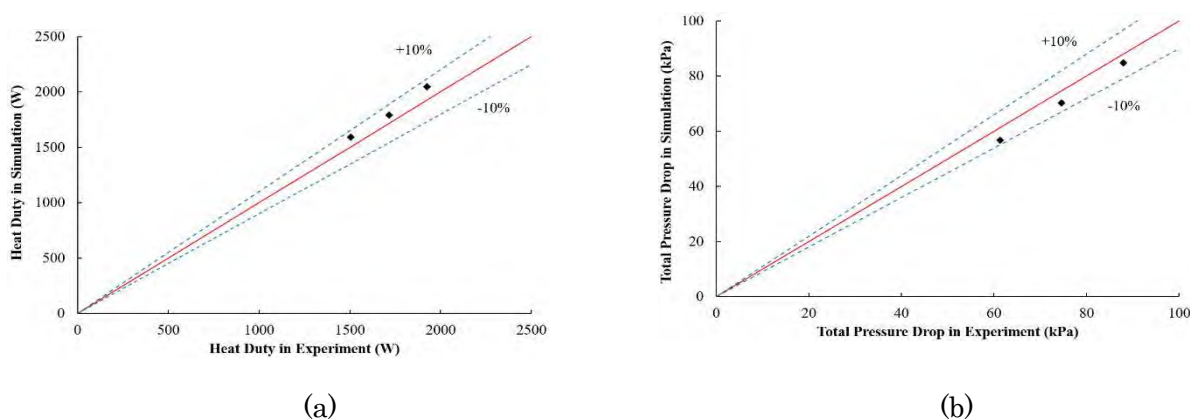 2500
2000
1500
1000
500
0
0 500 1000 1500 2000 2500
Heat Duty in Simulation (W)
Heat Duty in Experiment (W)
+10%
-10%
(a)
100
80
60
40
20
0
0 20 40 60 80 100
Total Pressure Drop in Simulation (kPa)
Total Pressure Drop in Experiment (kPa)
+10%
-10%
(b)